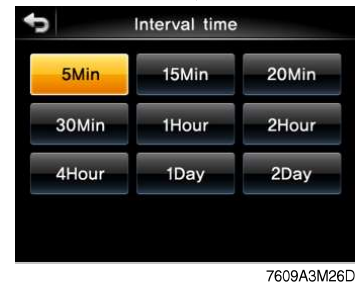 Interval time
5Min 15Min 20Min
30Min 1Hour 2Hour
4Hour 1Day 2Day
7609A3M26D